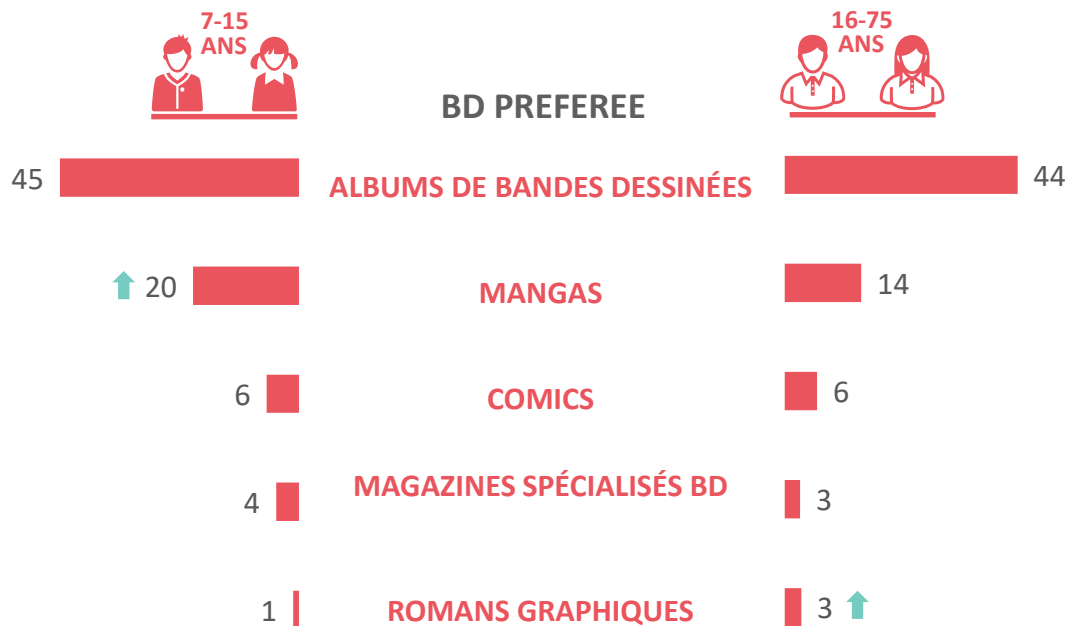 7-15
ANS
16-75
ANS
BD PREFEREE
45 ALBUMS DE BANDES DESSINÉES 44
20 MANGAS 14
6 COMICS 6
4 MAGAZINES SPÉCIALISÉS BD 3
1 ROMANS GRAPHIQUES 3